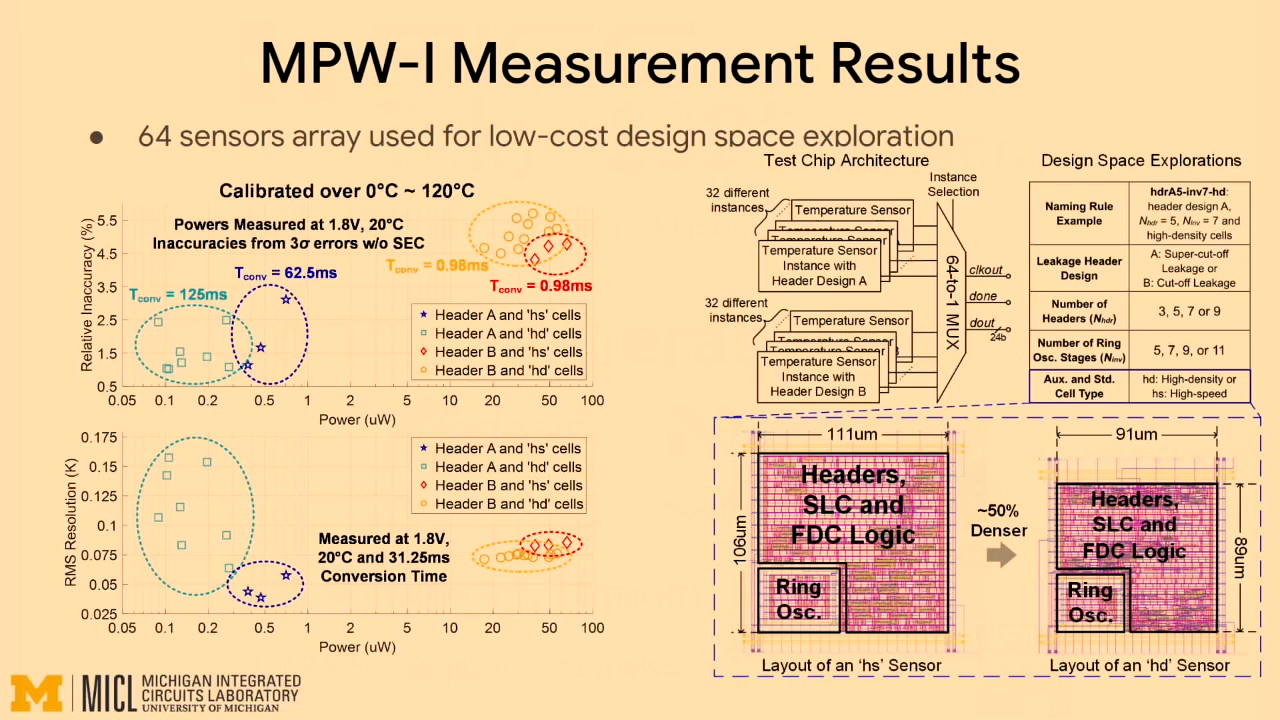 MPW-I Measurement Results
● 64 sensors array used for low-cost design space exploration
Calibrated over 0°C ~ 120°C
Powers Measured at 1.8V, 20°C
Inaccuracies from 3σ errors w/o SEC
Relative Inaccuracy (%)
5.5
4.5
3.5
2.5
1.5
0.5
Tconv = 125ms
Tconv = 62.5ms
Tconv = 0.98ms
Tconv = 0.98ms
Header A and 'hs' cells
Header A and 'hd' cells
Header B and 'hs' cells
Header B and 'hd' cells
0.05 0.1 0.2 0.5 1 2 5 10 20 50 100
Power (uW)
RMS Resolution (K)
0.175
0.15
0.125
0.1
0.075
0.05
0.025
Header A and 'hs' cells
Header A and 'hd' cells
Header B and 'hs' cells
Header B and 'hd' cells
Measured at 1.8V,
20°C and 31.25ms
Conversion Time
0.05 0.1 0.2 0.5 1 2 5 10 20 50 100
Power (uW)
Test Chip Architecture
Instance
Selection
32 different
instances
Temperature Sensor
Temperature Sensor
Temperature Sensor
Instance with
Header Design A
32 different
instances
Temperature Sensor
Temperature Sensor
Temperature Sensor
Instance with
Header Design B
64-to-1 MUX
clkout
done
dout
24b
Design Space Explorations
Naming Rule
Example
hdrA5-inv7-hd:
header design A,
Nhdr = 5, NInv = 7 and
high-density cells
Leakage Header
Design
A: Super-cut-off
Leakage or
B: Cut-off Leakage
Number of
Headers (Nhdr)
3, 5, 7 or 9
Number of Ring
Osc. Stages (NInv)
5, 7, 9, or 11
Aux. and Std.
Cell Type
hd: High-density or
hs: High-speed
111um
106um
Headers,
SLC and
FDC Logic
Ring
Osc.
Layout of an 'hs' Sensor
~50%
Denser
91um
89um
Headers,
SLC and
FDC Logic
Ring
Osc.
Layout of an 'hd' Sensor
M
MICL
MICHIGAN INTEGRATED
CIRCUITS LABORATORY
UNIVERSITY OF MICHIGAN